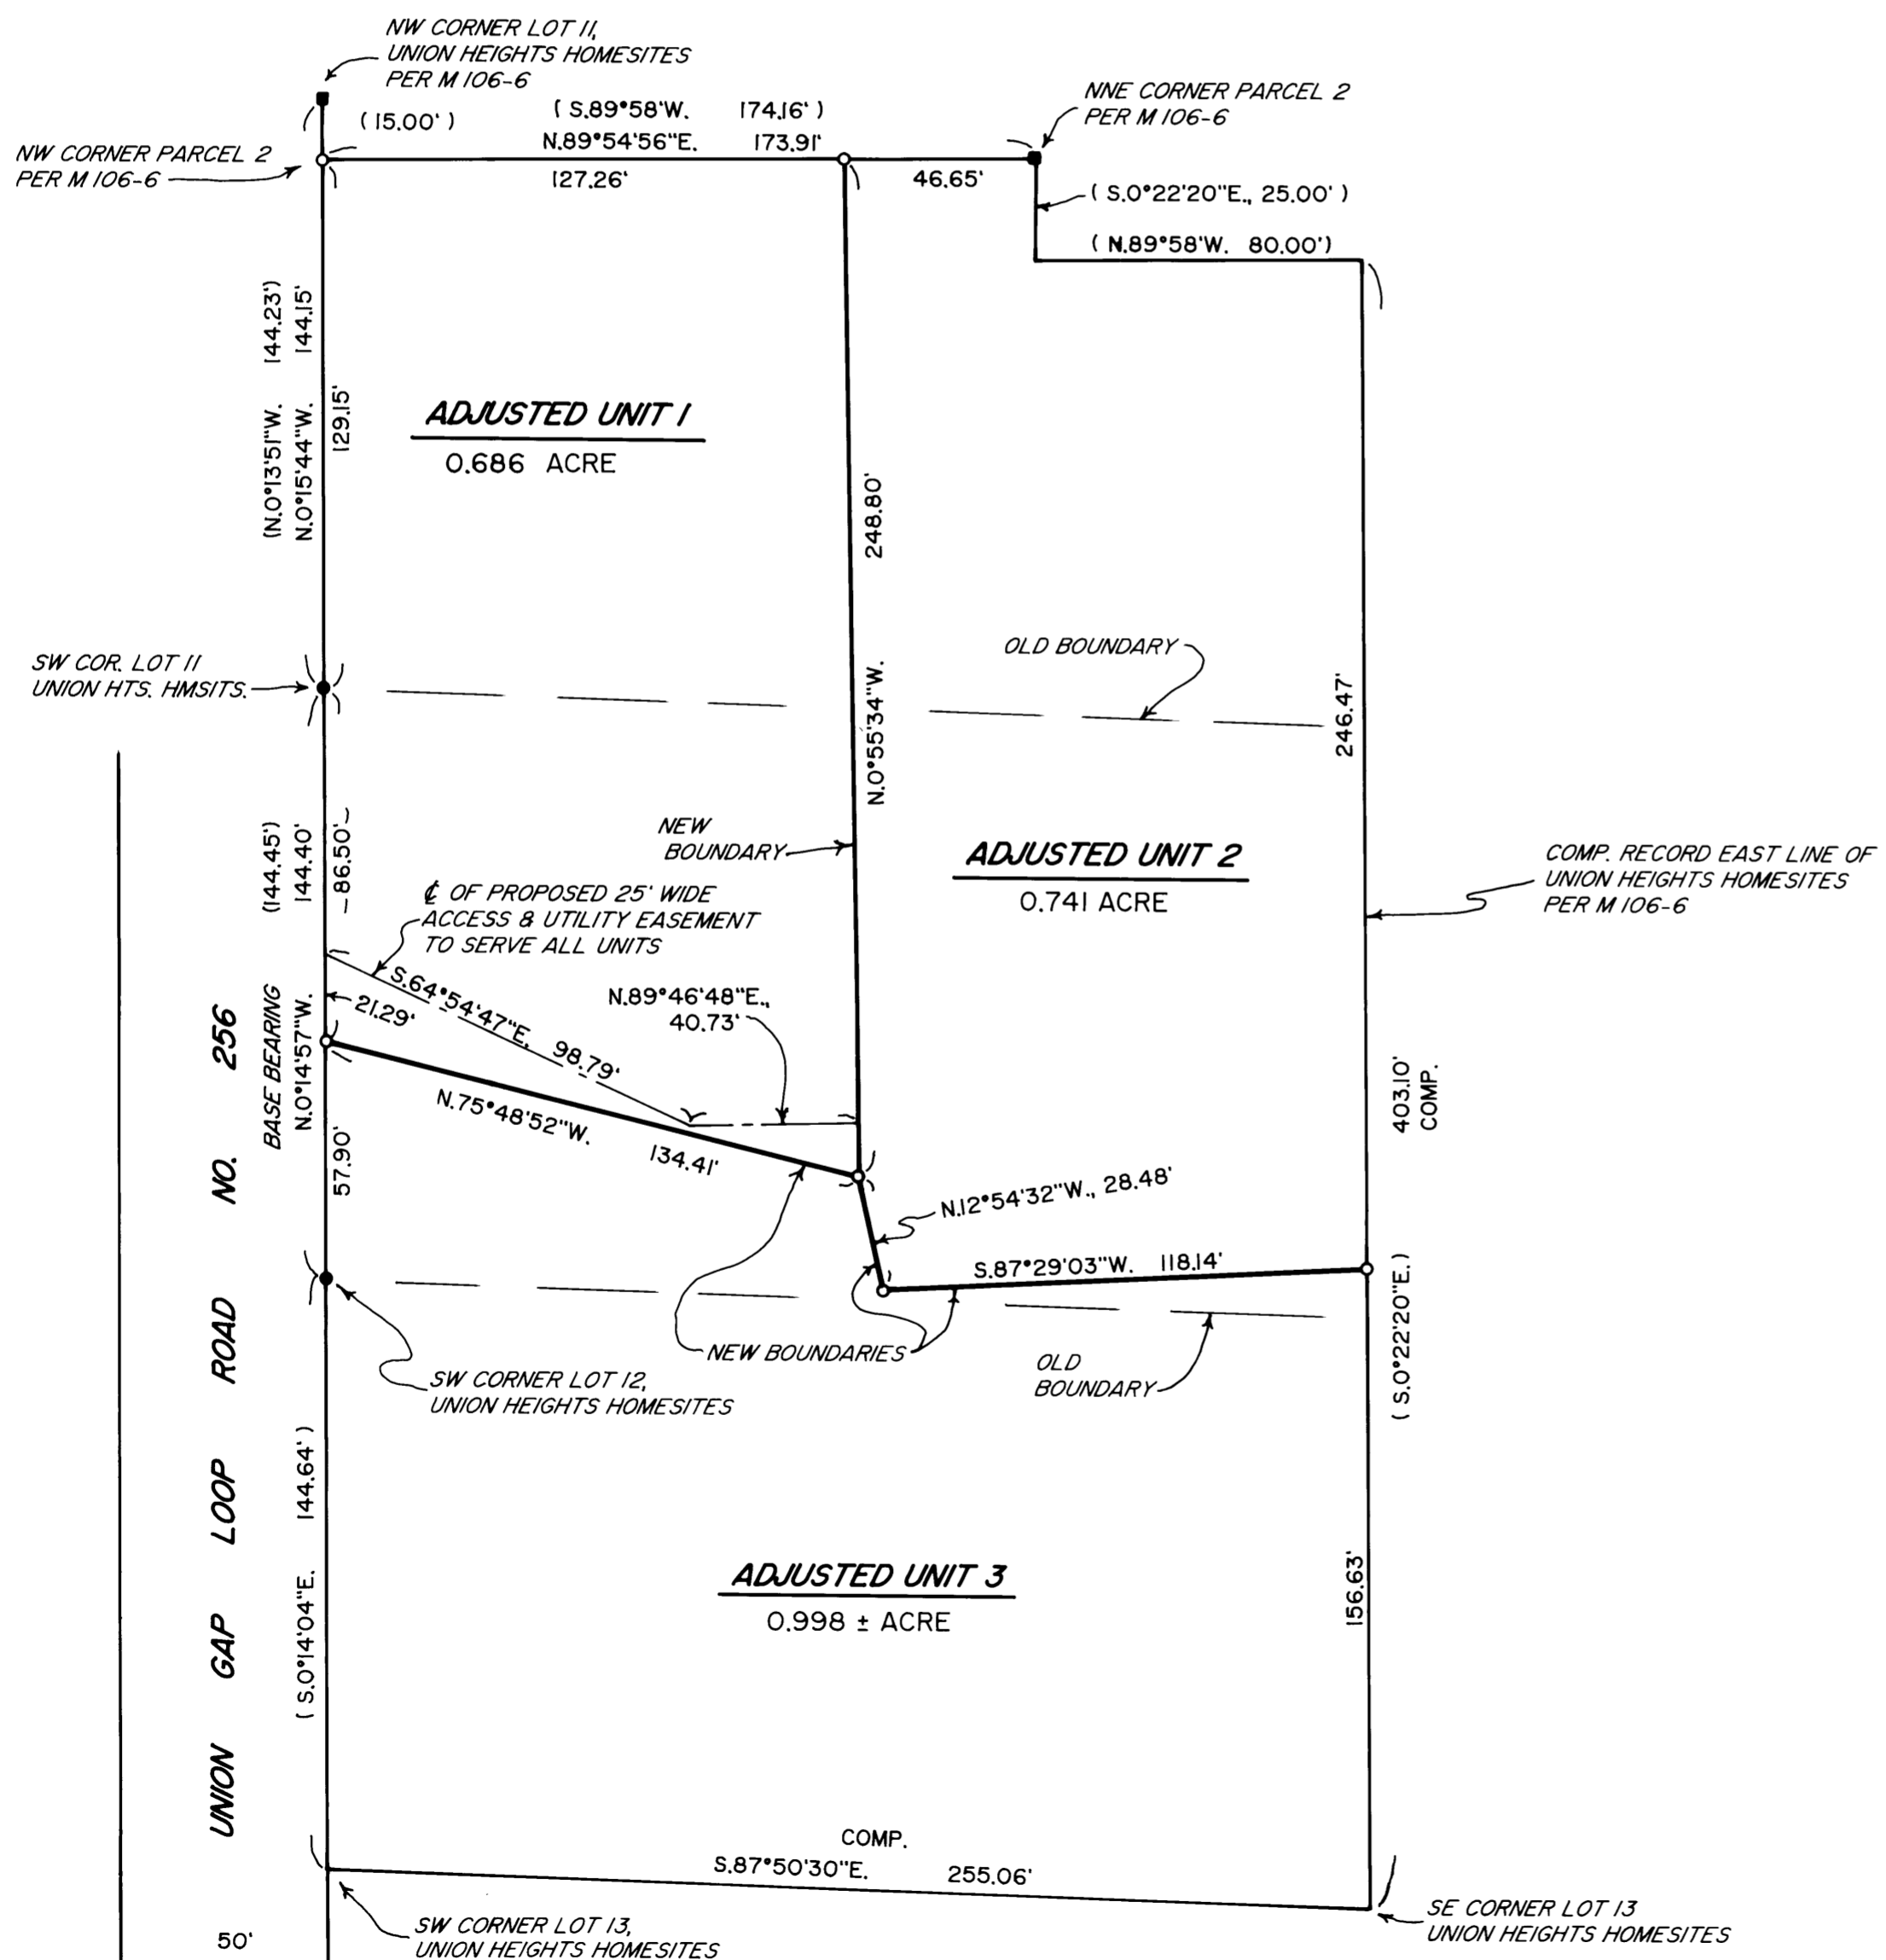 NW CORNER LOT 11,
UNION HEIGHTS HOMESITES
PER M 106-6
(15.00')
( S.89°58'W. 174.16' )
N.89°54'56"E. 173.91'
NNE CORNER PARCEL 2
PER M 106-6
NW CORNER PARCEL 2
PER M 106-6
127.26'
46.65'
( S.0°22'20"E., 25.00' )
( N.89°58'W. 80.00')
(N.0°13'51"W. 144.23')
N.0°15'44"W. 144.15'
129.15'
ADJUSTED UNIT 1
0.686 ACRE
248.80'
N.0°55'34"W.
OLD BOUNDARY
246.47'
SW COR. LOT 11
UNION HTS. HMSITS.
NEW
BOUNDARY
ADJUSTED UNIT 2
0.741 ACRE
COMP. RECORD EAST LINE OF
UNION HEIGHTS HOMESITES
PER M 106-6
(144.45')
144.40'
86.50'
℄ OF PROPOSED 25' WIDE
ACCESS & UTILITY EASEMENT
TO SERVE ALL UNITS
S.64°54'47"E. 98.79'
21.29'
N.89°46'48"E.,
40.73'
BASE BEARING
N.0°14'57"W.
57.90'
N.75°48'52"W. 134.41'
403.10'
COMP.
N.12°54'32"W., 28.48'
S.87°29'03"W. 118.14'
( S.0°22'20"E. )
NEW BOUNDARIES
OLD
BOUNDARY
SW CORNER LOT 12,
UNION HEIGHTS HOMESITES
UNION GAP LOOP ROAD NO. 256
( S.0°14'04"E. 144.64' )
ADJUSTED UNIT 3
0.998 ± ACRE
156.63'
COMP.
S.87°50'30"E. 255.06'
SW CORNER LOT 13,
UNION HEIGHTS HOMESITES
SE CORNER LOT 13
UNION HEIGHTS HOMESITES
50'